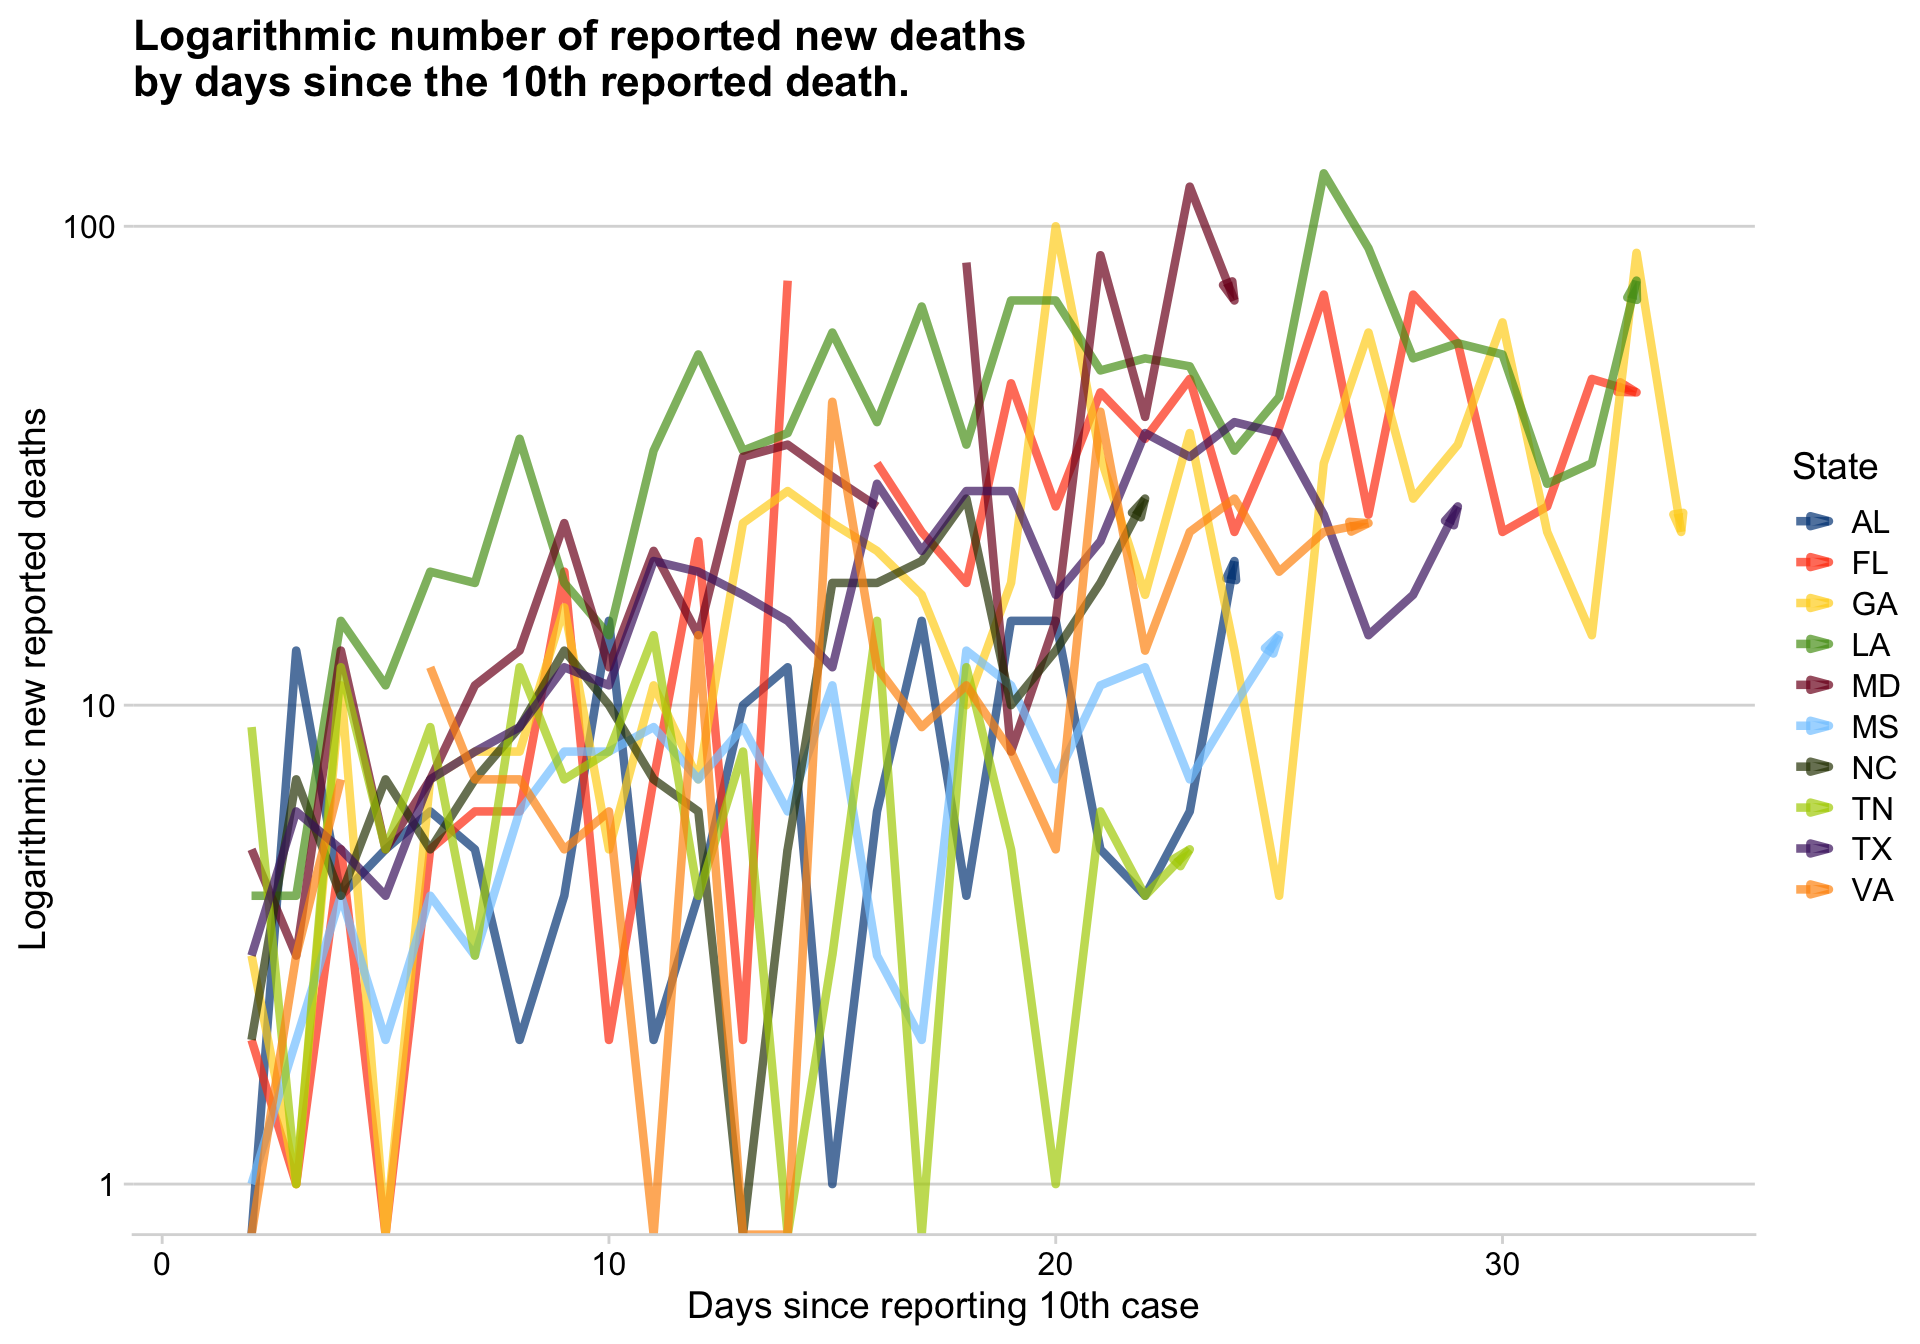 Logarithmic number of reported new deaths
by days since the 10th reported death.
Logarithmic new reported deaths
100
10
1
0
10
20
30
Days since reporting 10th case
State
AL
FL
GA
LA
MD
MS
NC
TN
TX
VA